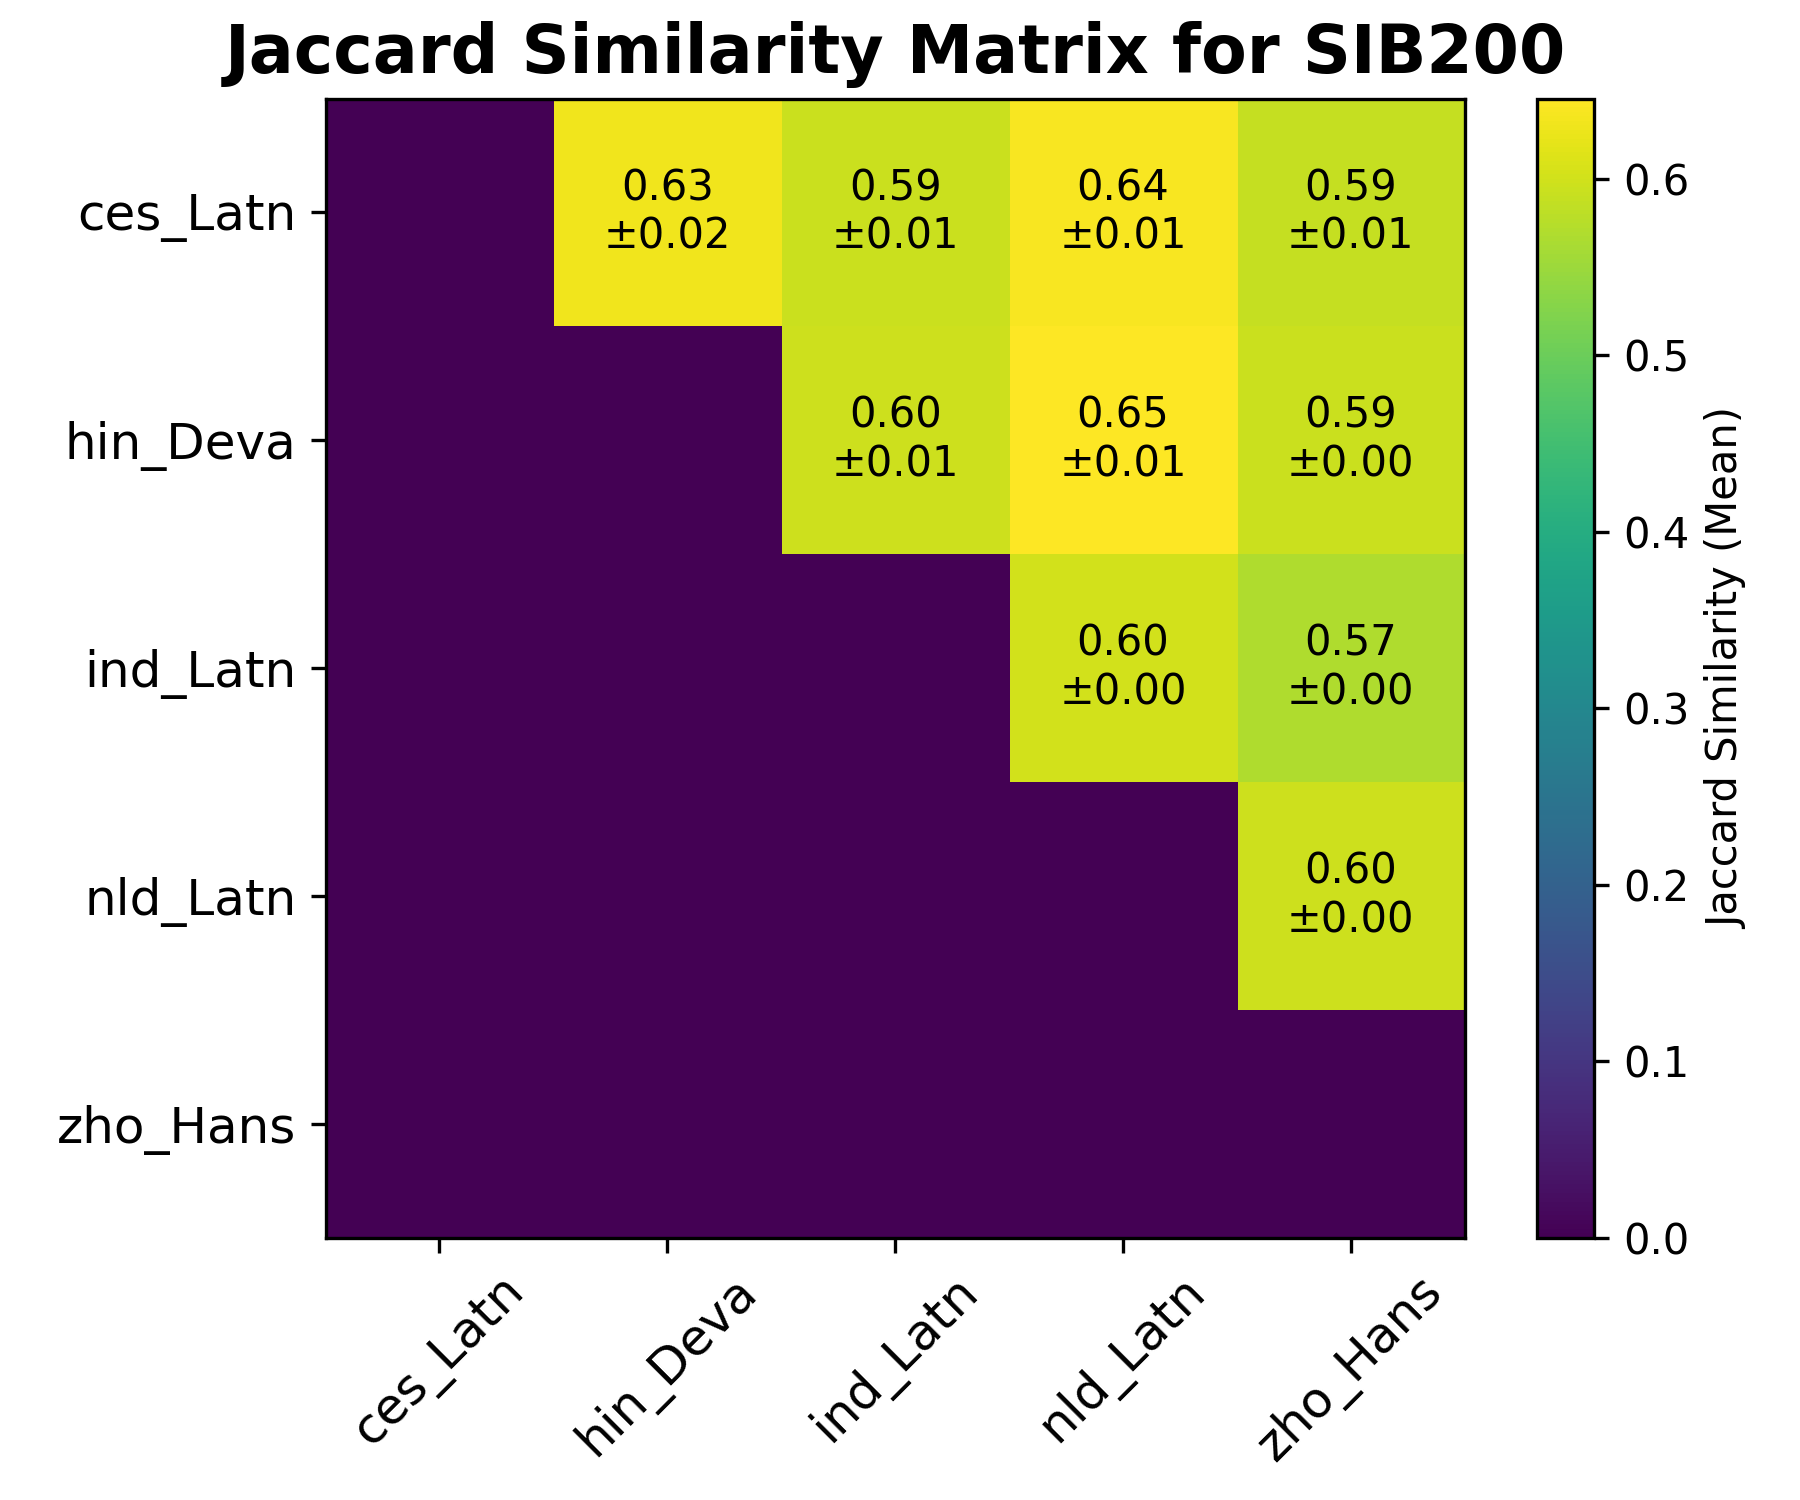 Jaccard Similarity Matrix for SIB200
ces_Latn
hin_Deva
ind_Latn
nld_Latn
zho_Hans
0.63
±0.02
0.59
±0.01
0.64
±0.01
0.59
±0.01
0.60
±0.01
0.65
±0.01
0.59
±0.00
0.60
±0.00
0.57
±0.00
0.60
±0.00
ces_Latn
hin_Deva
ind_Latn
nld_Latn
zho_Hans
0.6
0.5
0.4
0.3
0.2
0.1
0.0
Jaccard Similarity (Mean)